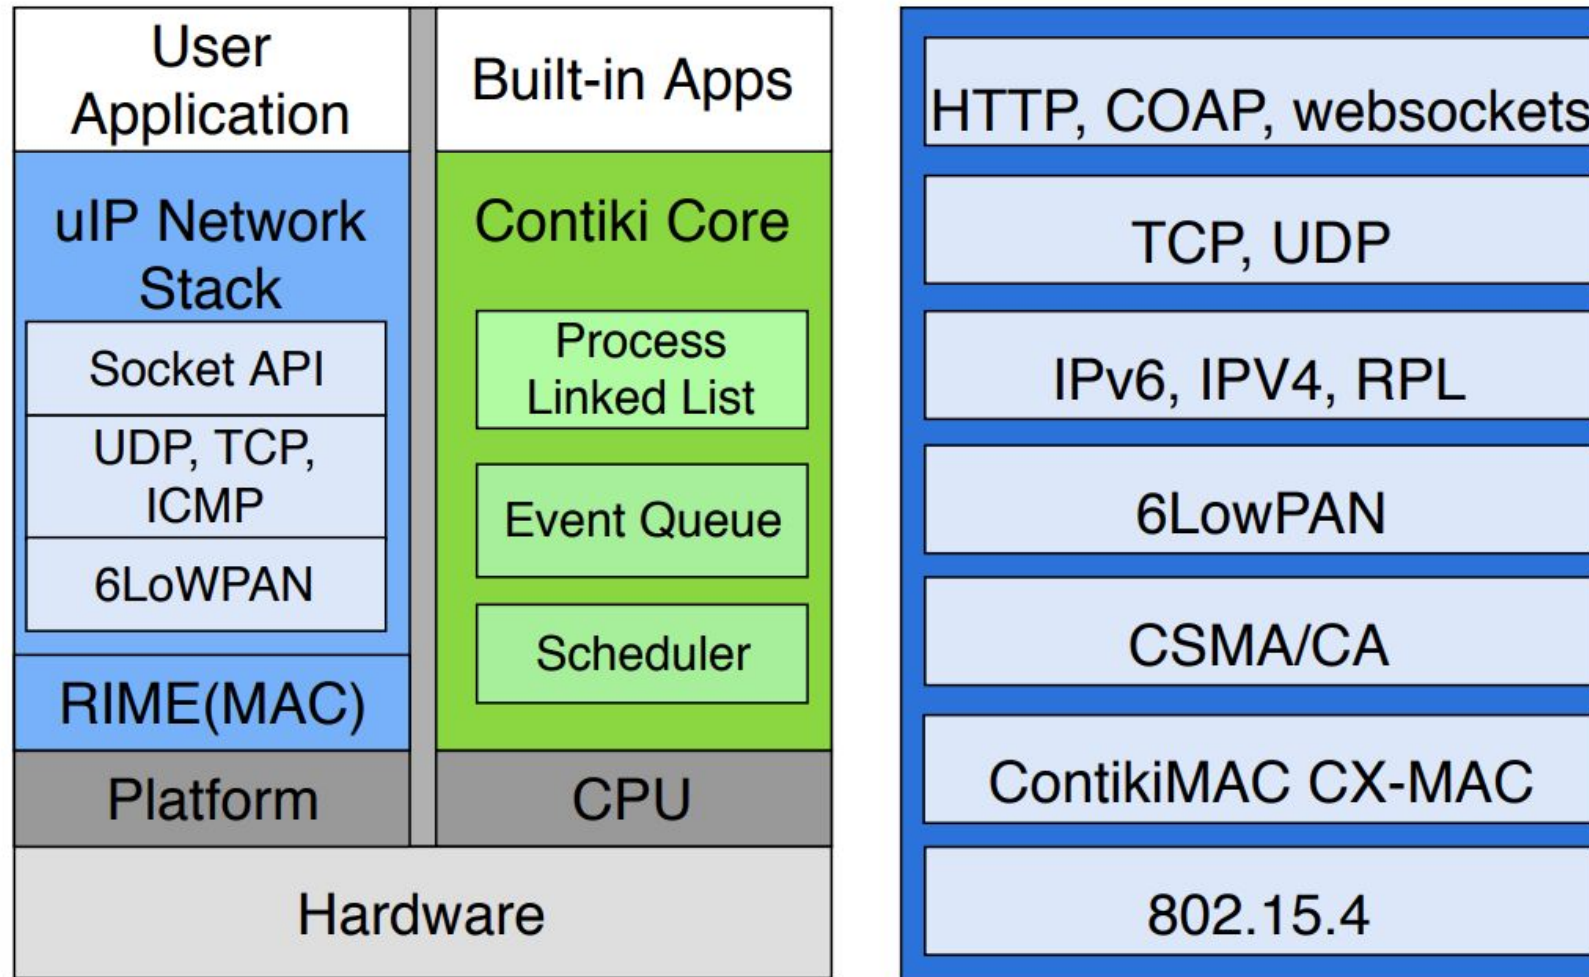 User
Application
uIP Network
Stack
Socket API
UDP, TCP,
ICMP
6LoWPAN
RIME(MAC)
Platform
Built-in Apps
Contiki Core
Process
Linked List
Event Queue
Scheduler
CPU
Hardware
HTTP, COAP, websockets
TCP, UDP
IPv6, IPV4, RPL
6LowPAN
CSMA/CA
ContikiMAC CX-MAC
802.15.4